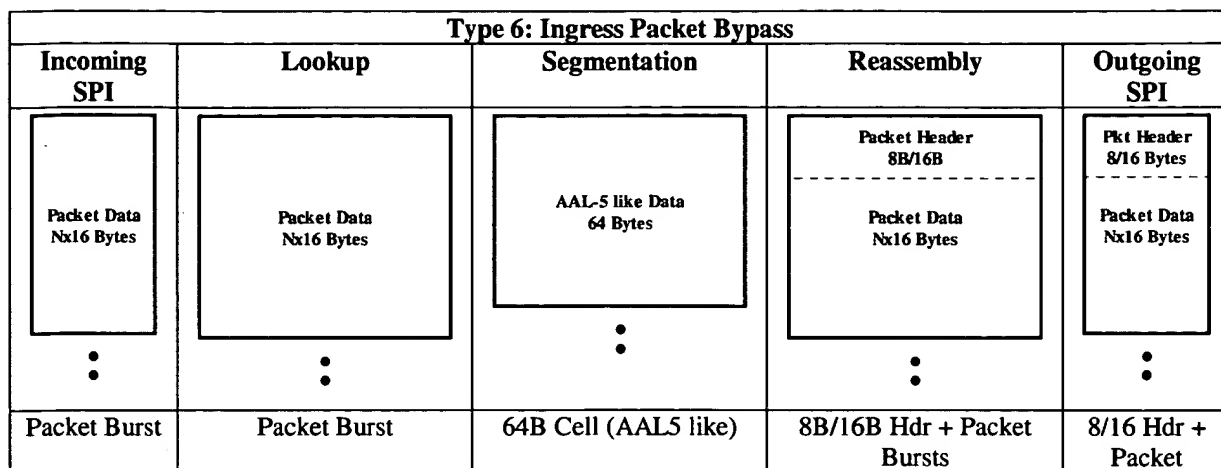 Type 6: Ingress Packet Bypass
Incoming
SPI
Lookup
Segmentation
Reassembly
Outgoing
SPI
Packet Data
Nx16 Bytes
Packet Data
Nx16 Bytes
AAL-5 like Data
64 Bytes
Packet Header
8B/16B
Packet Data
Nx16 Bytes
Pkt Header
8/16 Bytes
Packet Data
Nx16 Bytes
Packet Burst
Packet Burst
64B Cell (AAL5 like)
8B/16B Hdr + Packet
Bursts
8/16 Hdr +
Packet